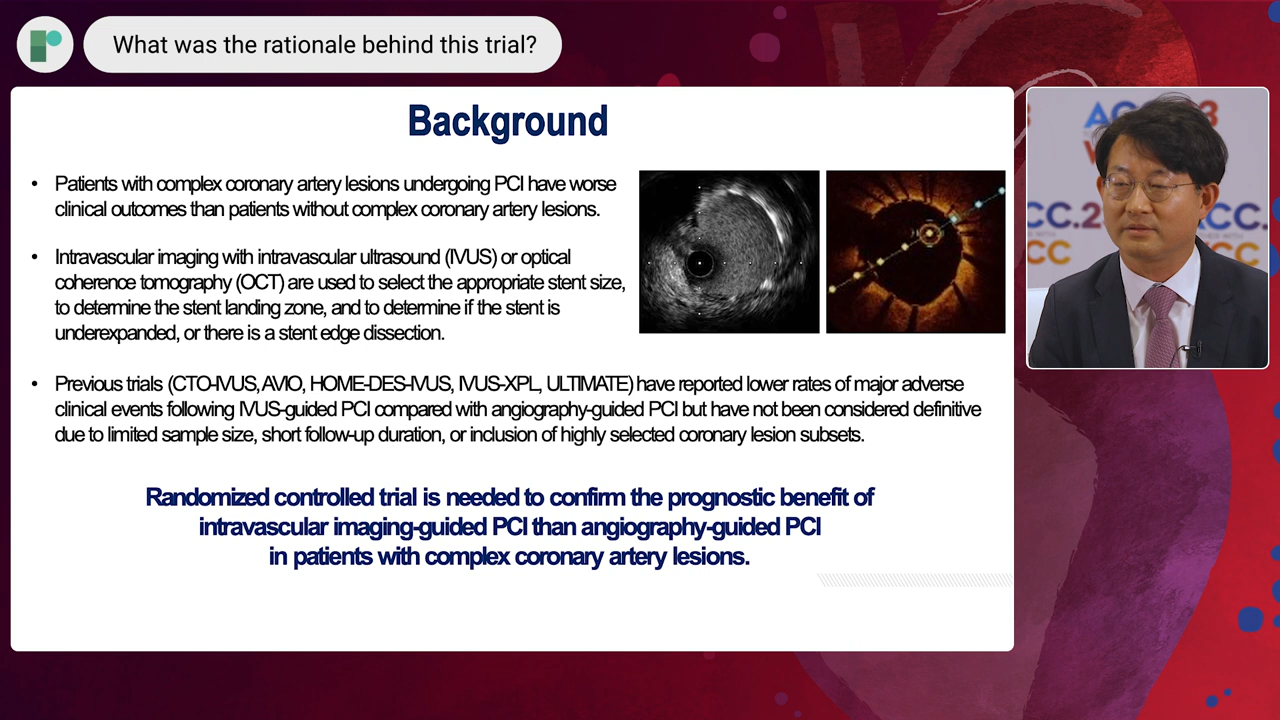 What was the rationale behind this trial?
Background
• Patients with complex coronary artery lesions undergoing PCI have worse
clinical outcomes than patients without complex coronary artery lesions.
• Intravascular imaging with intravascular ultrasound (IVUS) or optical
coherence tomography (OCT) are used to select the appropriate stent size,
to determine the stent landing zone, and to determine if the stent is
underexpanded, or there is a stent edge dissection.
• Previous trials (CTO-IVUS, AVIO, HOME-DES-IVUS, IVUS-XPL, ULTIMATE) have reported lower rates of major adverse
clinical events following IVUS-guided PCI compared with angiography-guided PCI but have not been considered definitive
due to limited sample size, short follow-up duration, or inclusion of highly selected coronary lesion subsets.
Randomized controlled trial is needed to confirm the prognostic benefit of
intravascular imaging-guided PCI than angiography-guided PCI
in patients with complex coronary artery lesions.